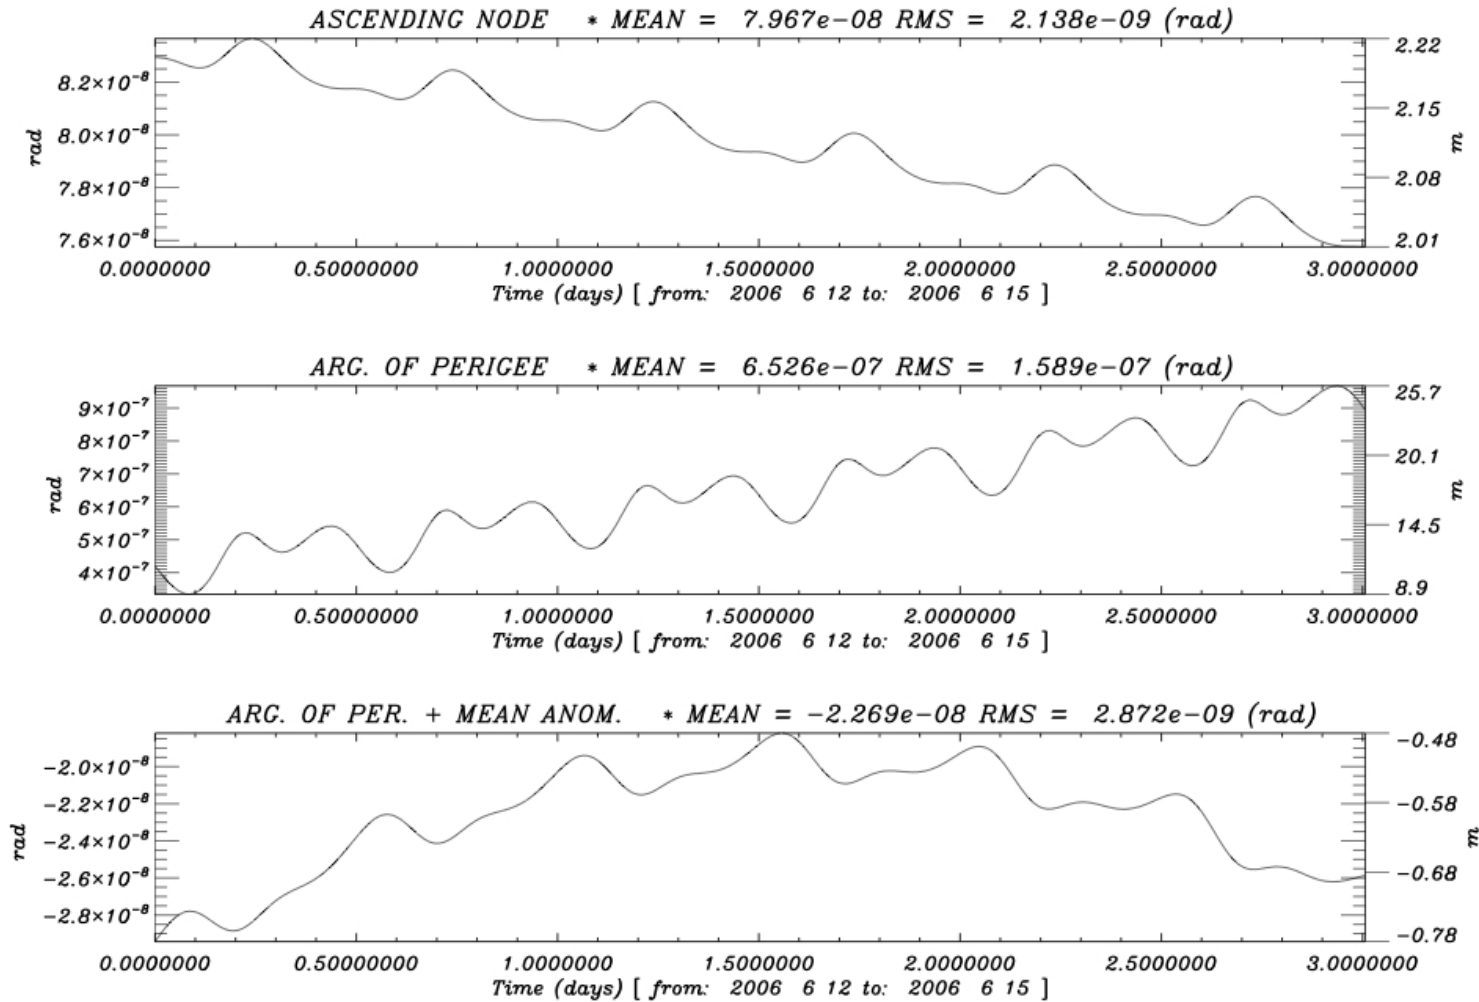 ASCENDING NODE * MEAN = 7.967e−08 RMS = 2.138e−09 (rad)
8.2×10⁻⁸
8.0×10⁻⁸
7.8×10⁻⁸
7.6×10⁻⁸
rad
2.22
2.15
2.08
2.01
m
0.0000000 0.50000000 1.0000000 1.5000000 2.0000000 2.5000000 3.0000000
Time (days) [ from: 2006 6 12 to: 2006 6 15 ]
ARG. OF PERIGEE * MEAN = 6.526e−07 RMS = 1.589e−07 (rad)
9×10⁻⁷
8×10⁻⁷
7×10⁻⁷
6×10⁻⁷
5×10⁻⁷
4×10⁻⁷
rad
25.7
20.1
14.5
8.9
m
0.0000000 0.50000000 1.0000000 1.5000000 2.0000000 2.5000000 3.0000000
Time (days) [ from: 2006 6 12 to: 2006 6 15 ]
ARG. OF PER. + MEAN ANOM. * MEAN = −2.269e−08 RMS = 2.872e−09 (rad)
−2.0×10⁻⁸
−2.2×10⁻⁸
−2.4×10⁻⁸
−2.6×10⁻⁸
−2.8×10⁻⁸
rad
−0.48
−0.58
−0.68
−0.78
m
0.0000000 0.50000000 1.0000000 1.5000000 2.0000000 2.5000000 3.0000000
Time (days) [ from: 2006 6 12 to: 2006 6 15 ]